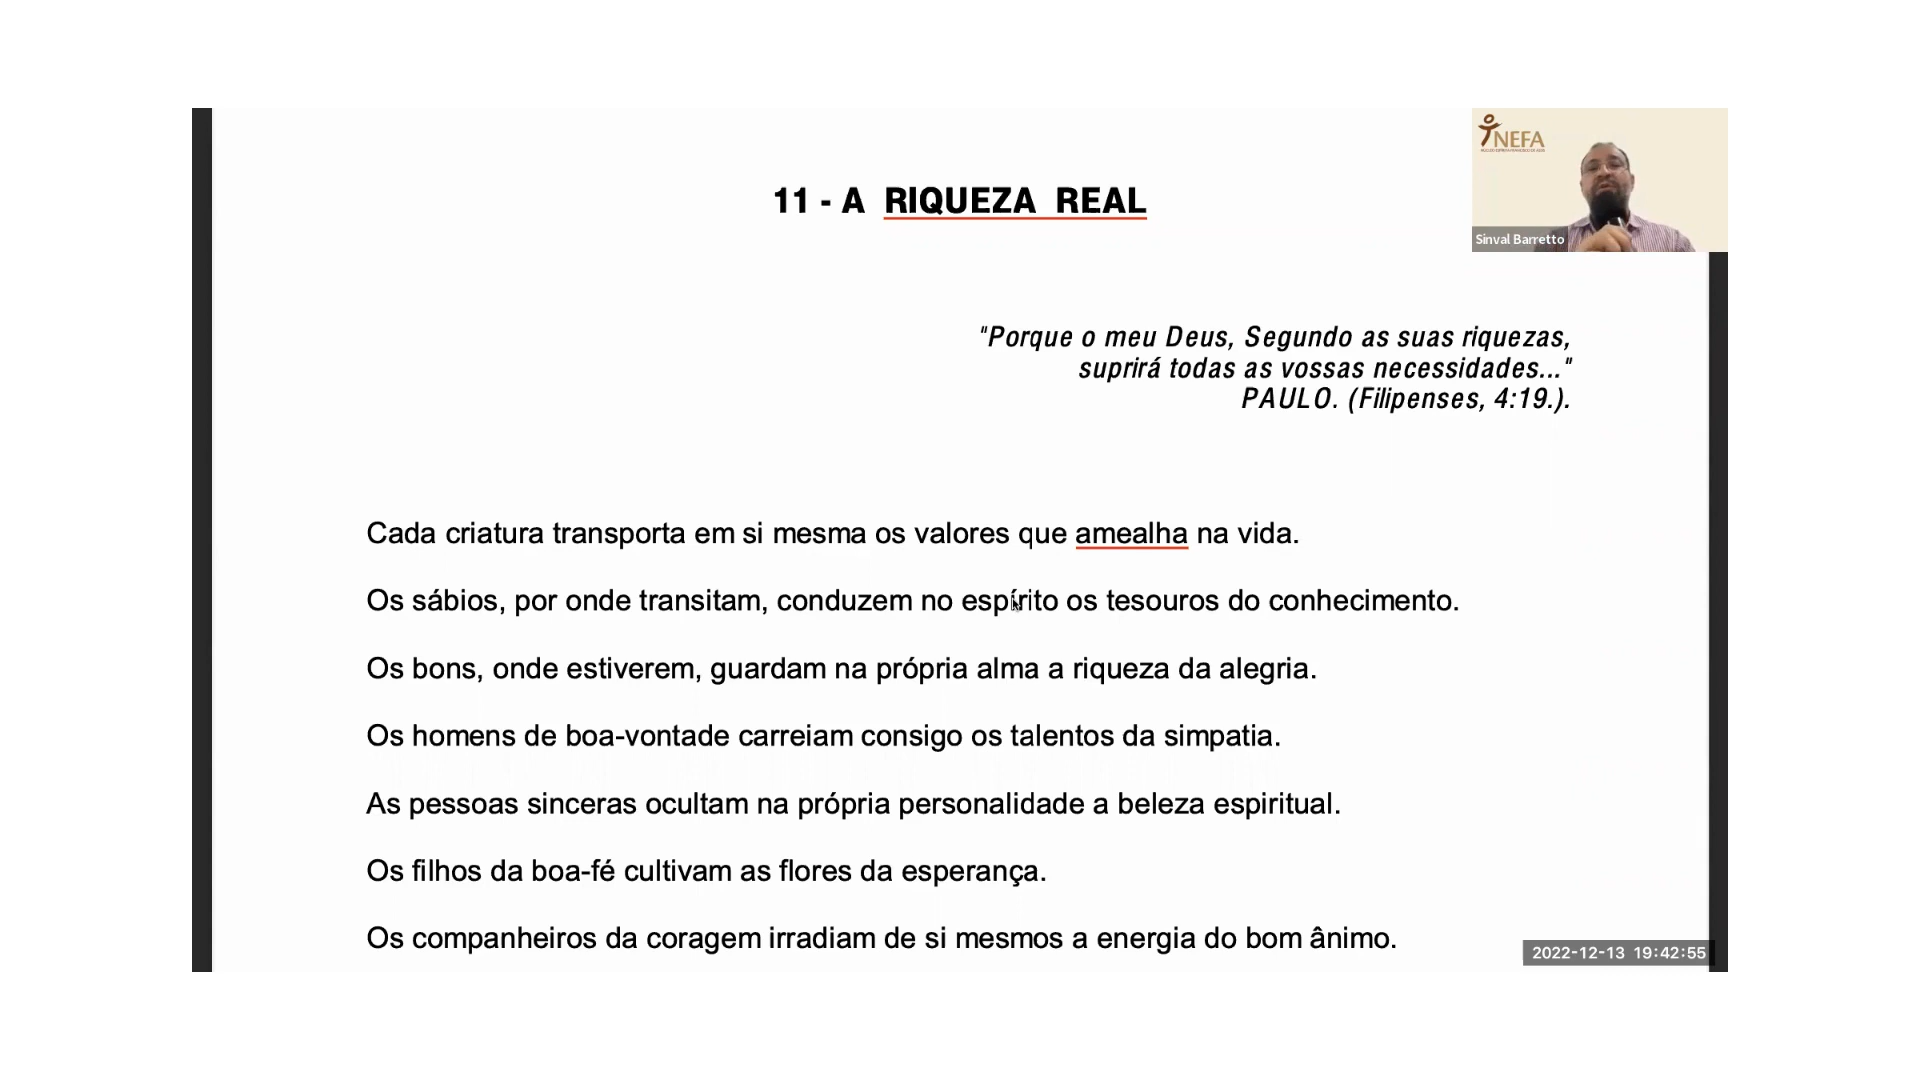 NEFA
11 - A RIQUEZA REAL
Sinval Barretto
"Porque o meu Deus, Segundo as suas riquezas,
suprirá todas as vossas necessidades..."
PAULO. (Filipenses, 4:19.).
Cada criatura transporta em si mesma os valores que amealha na vida.
Os sábios, por onde transitam, conduzem no espírito os tesouros do conhecimento.
Os bons, onde estiverem, guardam na própria alma a riqueza da alegria.
Os homens de boa-vontade carreiam consigo os talentos da simpatia.
As pessoas sinceras ocultam na própria personalidade a beleza espiritual.
Os filhos da boa-fé cultivam as flores da esperança.
Os companheiros da coragem irradiam de si mesmos a energia do bom ânimo.
2022-12-13 19:42:55